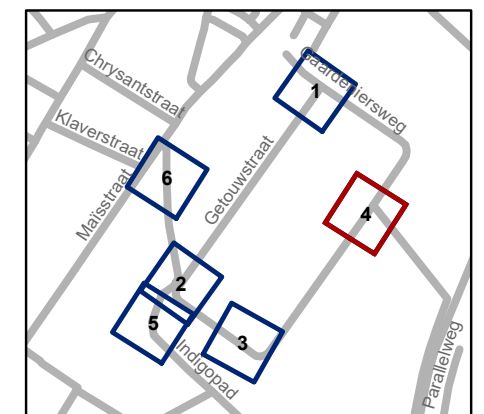 Chrysantstraat
Gaardeniersweg
1
Klaverstraat
Getouwstraat
6
Maïsstraat
4
2
5
3
Indigopad
Parallelweg